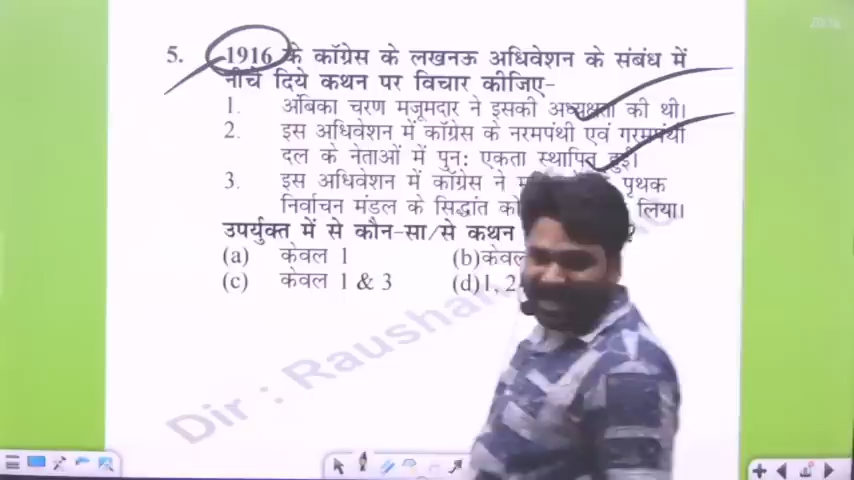 5. 1916 के कॉंग्रेस के लखनऊ अधिवेशन के संबंध में
नीचे दिये कथन पर विचार कीजिए-
1. अंबिका चरण मजूमदार ने इसकी अध्यक्षता की थी।
2. इस अधिवेशन में कॉंग्रेस के नरमपंथी एवं गरमपंथी
दल के नेताओं में पुन: एकता स्थापित हुई।
3. इस अधिवेशन में कॉंग्रेस ने पृथक
निर्वाचन मंडल के सिद्धांत को लिया।
उपर्युक्त में से कौन-सा/से कथन
(a) केवल 1 (b) केवल
(c) केवल 1 & 3 (d) 1, 2
Dir : Raushan